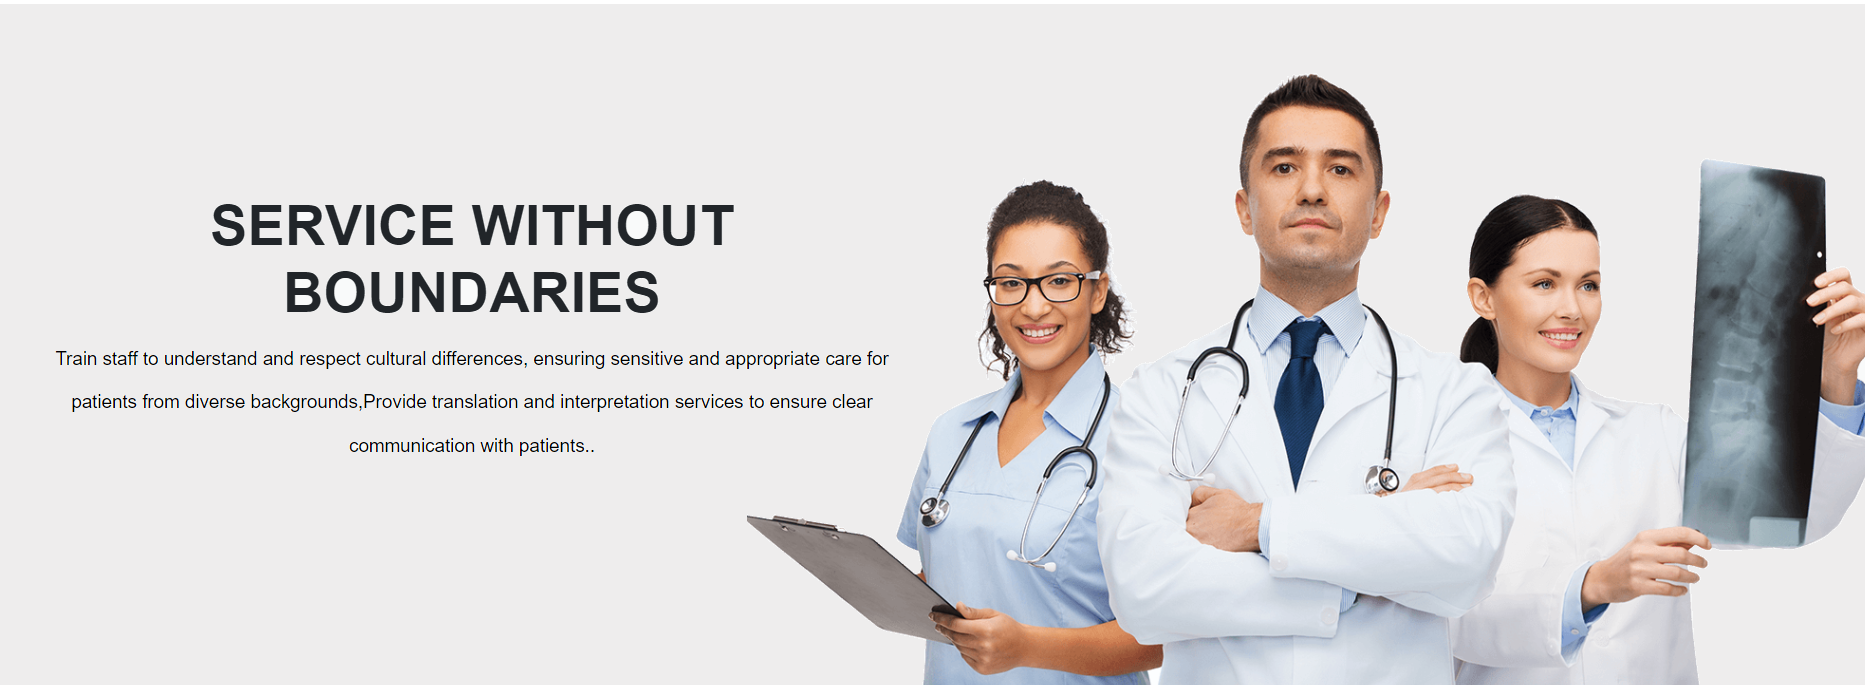 SERVICE WITHOUT
BOUNDARIES
Train staff to understand and respect cultural differences, ensuring sensitive and appropriate care for
patients from diverse backgrounds,Provide translation and interpretation services to ensure clear
communication with patients..